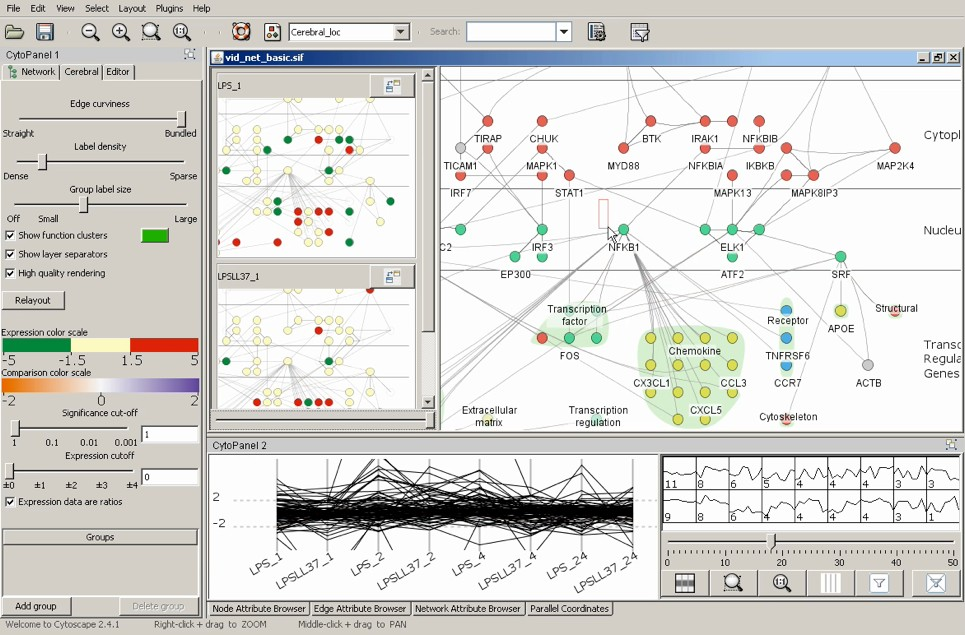 File Edit View Select Layout Plugins Help
Cerebral_loc Search:
CytoPanel 1
Network Cerebral Editor
Edge curviness
Straight Bundled
Label density
Dense Sparse
Group label size
Off Small Large
Show function clusters
Show layer separators
High quality rendering
Relayout
Expression color scale
-5 -1.5 1.5 5
Comparison color scale
-2 0 2
Significance cut-off
1
1 0.1 0.01 0.001
Expression cutoff
0
±0 ±1 ±2 ±3 ±4
Expression data are ratios
Groups
Add group Delete group
vid_net_basic.sif
LPS_1
LPSLL37_1
TIRAP CHUK BTK IRAK1 NFKBIB Cytopl
TICAM1 MAPK1 MYD88 NFKBIA IKBKB MAP2K4
IRF7 STAT1 MAPK13 MAPK8IP3
Nucleu
C2 IRF3 NFKB1 ELK1
EP300 ATF2 SRF
Transcription
factor
Receptor
Structural
APOE
FOS
Chemokine
TNFRSF6
Transc
Regula
Genes
CX3CL1 CCL3 CCR7 ACTB
CXCL5
Extracellular
matrix
Transcription
regulation
Cytoskeleton
CytoPanel 2
2
-2
LPS_1 LPSLL37_1 LPS_2 LPSLL37_2 LPS_4 LPSLL37_4 LPS_24 LPSLL37_24
11 8 6 5 4 4 4 3 3
9 8 6 4 4 4 4 3 1
0 10 20 30 40 50
Node Attribute Browser Edge Attribute Browser Network Attribute Browser Parallel Coordinates
Welcome to Cytoscape 2.4.1 Right-click + drag to ZOOM Middle-click + drag to PAN